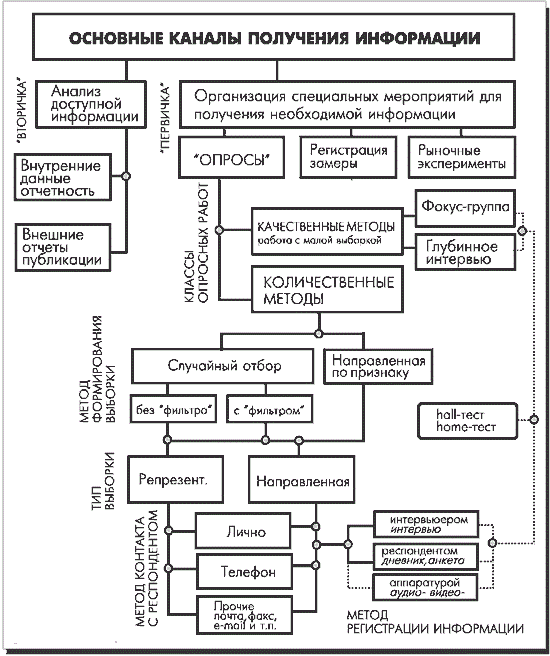 ОСНОВНЫЕ КАНАЛЫ ПОЛУЧЕНИЯ ИНФОРМАЦИИ
"ВТОРИЧКА"
Анализ
доступной
информации
"ПЕРВИЧКА"
Организация специальных мероприятий для
получения необходимой информации
"ОПРОСЫ"
Регистрация
замеры
Рыночные
эксперименты
Внутренние
данные
отчетность
Внешние
отчеты
публикации
КЛАССЫ
ОПРОСНЫХ РАБОТ
КАЧЕСТВЕННЫЕ МЕТОДЫ
работа с малой выборкой
Фокус-группа
Глубинное
интервью
КОЛИЧЕСТВЕННЫЕ
МЕТОДЫ
МЕТОД
ФОРМИРОВАНИЯ
ВЫБОРКИ
Случайный отбор
Направленная
по признаку
без "фильтра"
с "фильтром"
hall-тест
home-тест
ТИП
ВЫБОРКИ
Репрезент.
Направленная
МЕТОД КОНТАКТА
С РЕСПОНДЕНТОМ
Лично
Телефон
Прочие
почта, факс,
e-mail и т.п.
интервьюером
интервью
респондентом
дневник, анкета
аппаратурой
аудио- видео-
МЕТОД
РЕГИСТРАЦИИ ИНФОРМАЦИИ